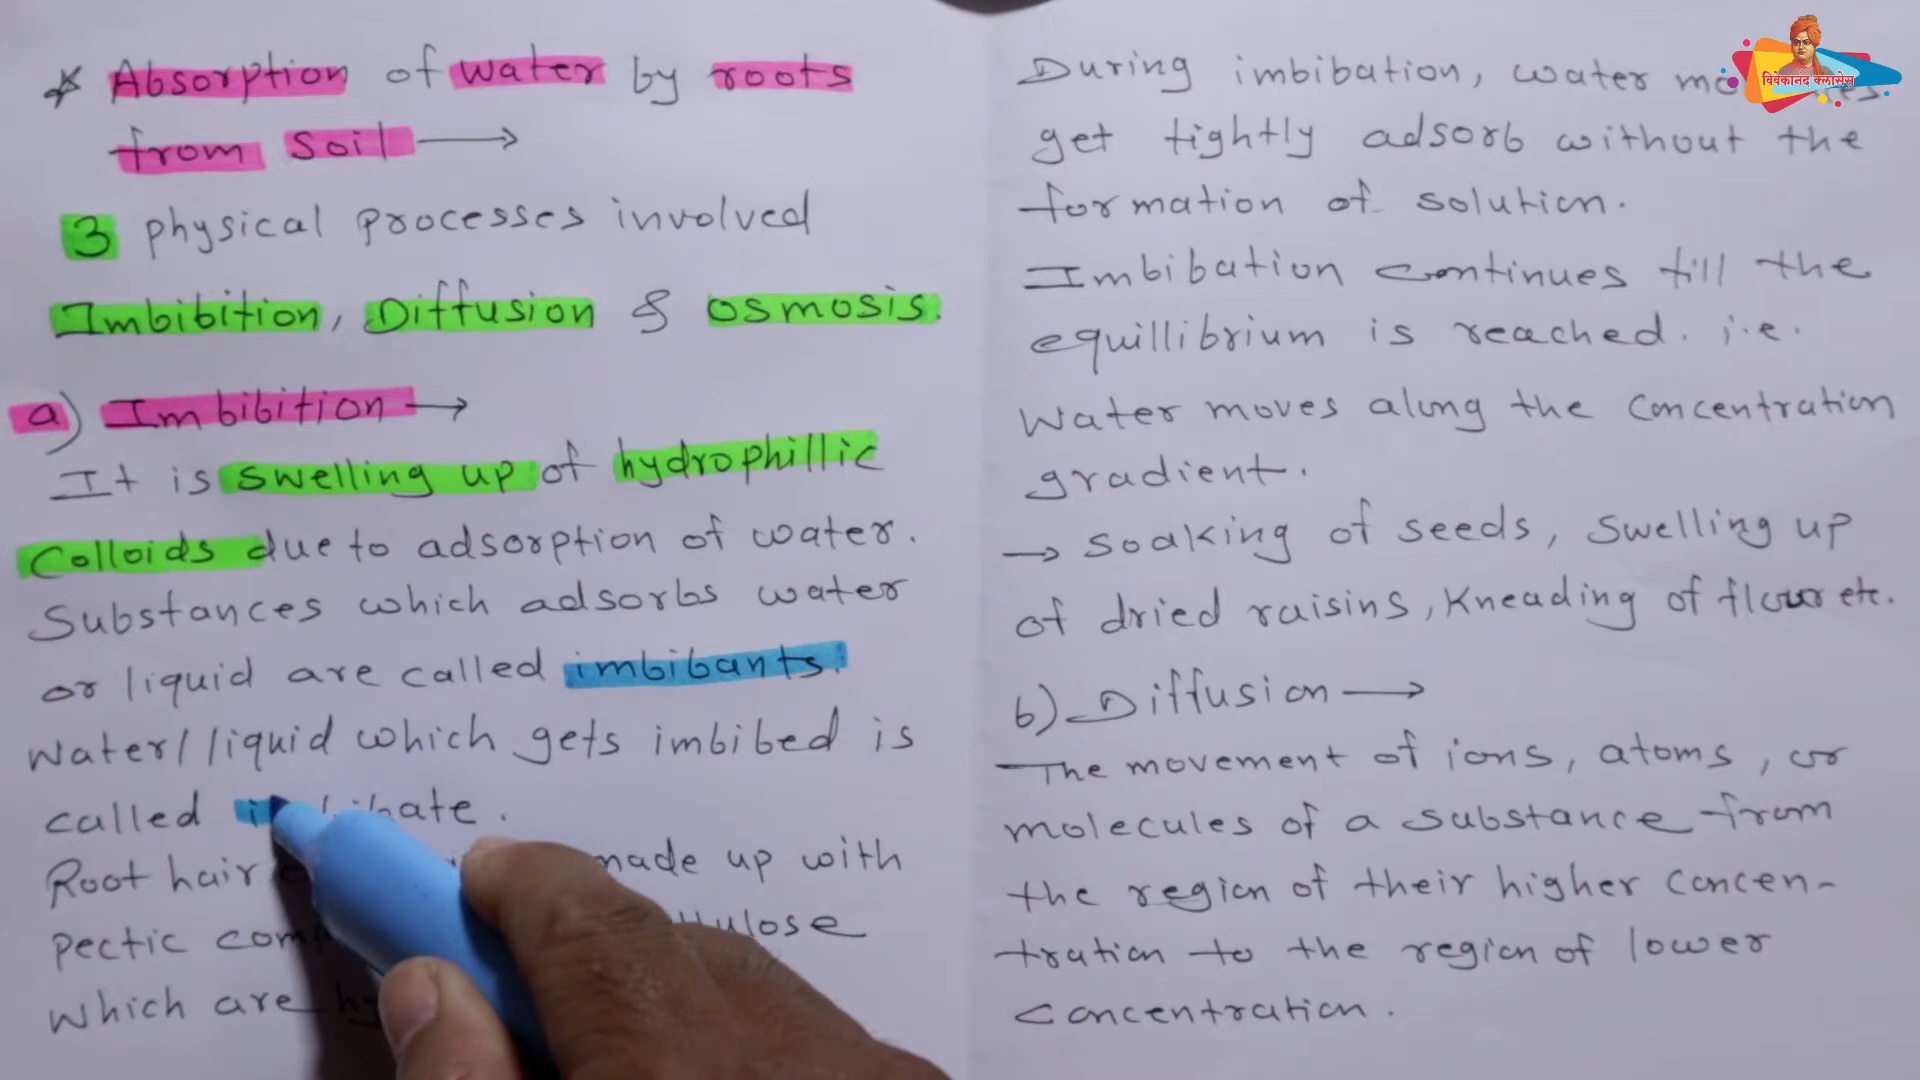 * Absorption of water by roots
from Soil →
3 physical processes involved
Imbibition, Diffusion & osmosis.
a) Imbibition →
It is swelling up of hydrophillic
Colloids due to adsorption of water.
Substances which adsorbs water
or liquid are called imbibants.
Water/liquid which gets imbibed is
called
Root hair made up with
pectic
which are
During imbibation, water
get tightly adsorb without the
formation of solution.
Imbibation continues till the
equillibrium is reached. i.e.
Water moves along the concentration
gradient.
→ Soaking of seeds, swelling up
of dried raisins, Kneading of flour etc.
b) Diffusion →
The movement of ions, atoms, or
molecules of a substance from
the region of their higher concen-
tration to the region of lower
concentration.
विवेकानंद क्लासेस